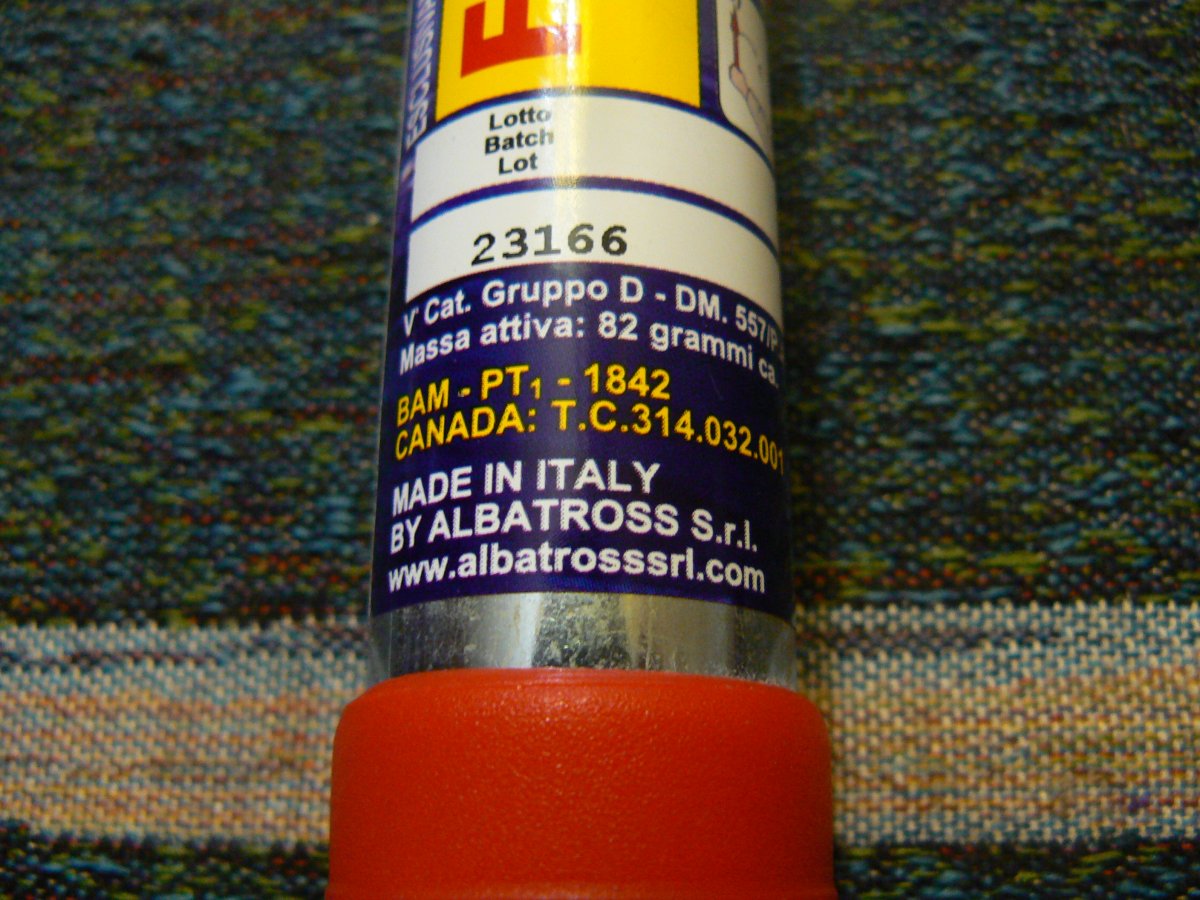 F
Lotto
Batch
Lot
23166
V' Cat. Gruppo D - DM. 557/P
Massa attiva: 82 grammi ca.
BAM - PT₁ - 1842
CANADA: T.C.314.032.001
MADE IN ITALY
BY ALBATROSS S.r.l.
www.albatrosssrl.com